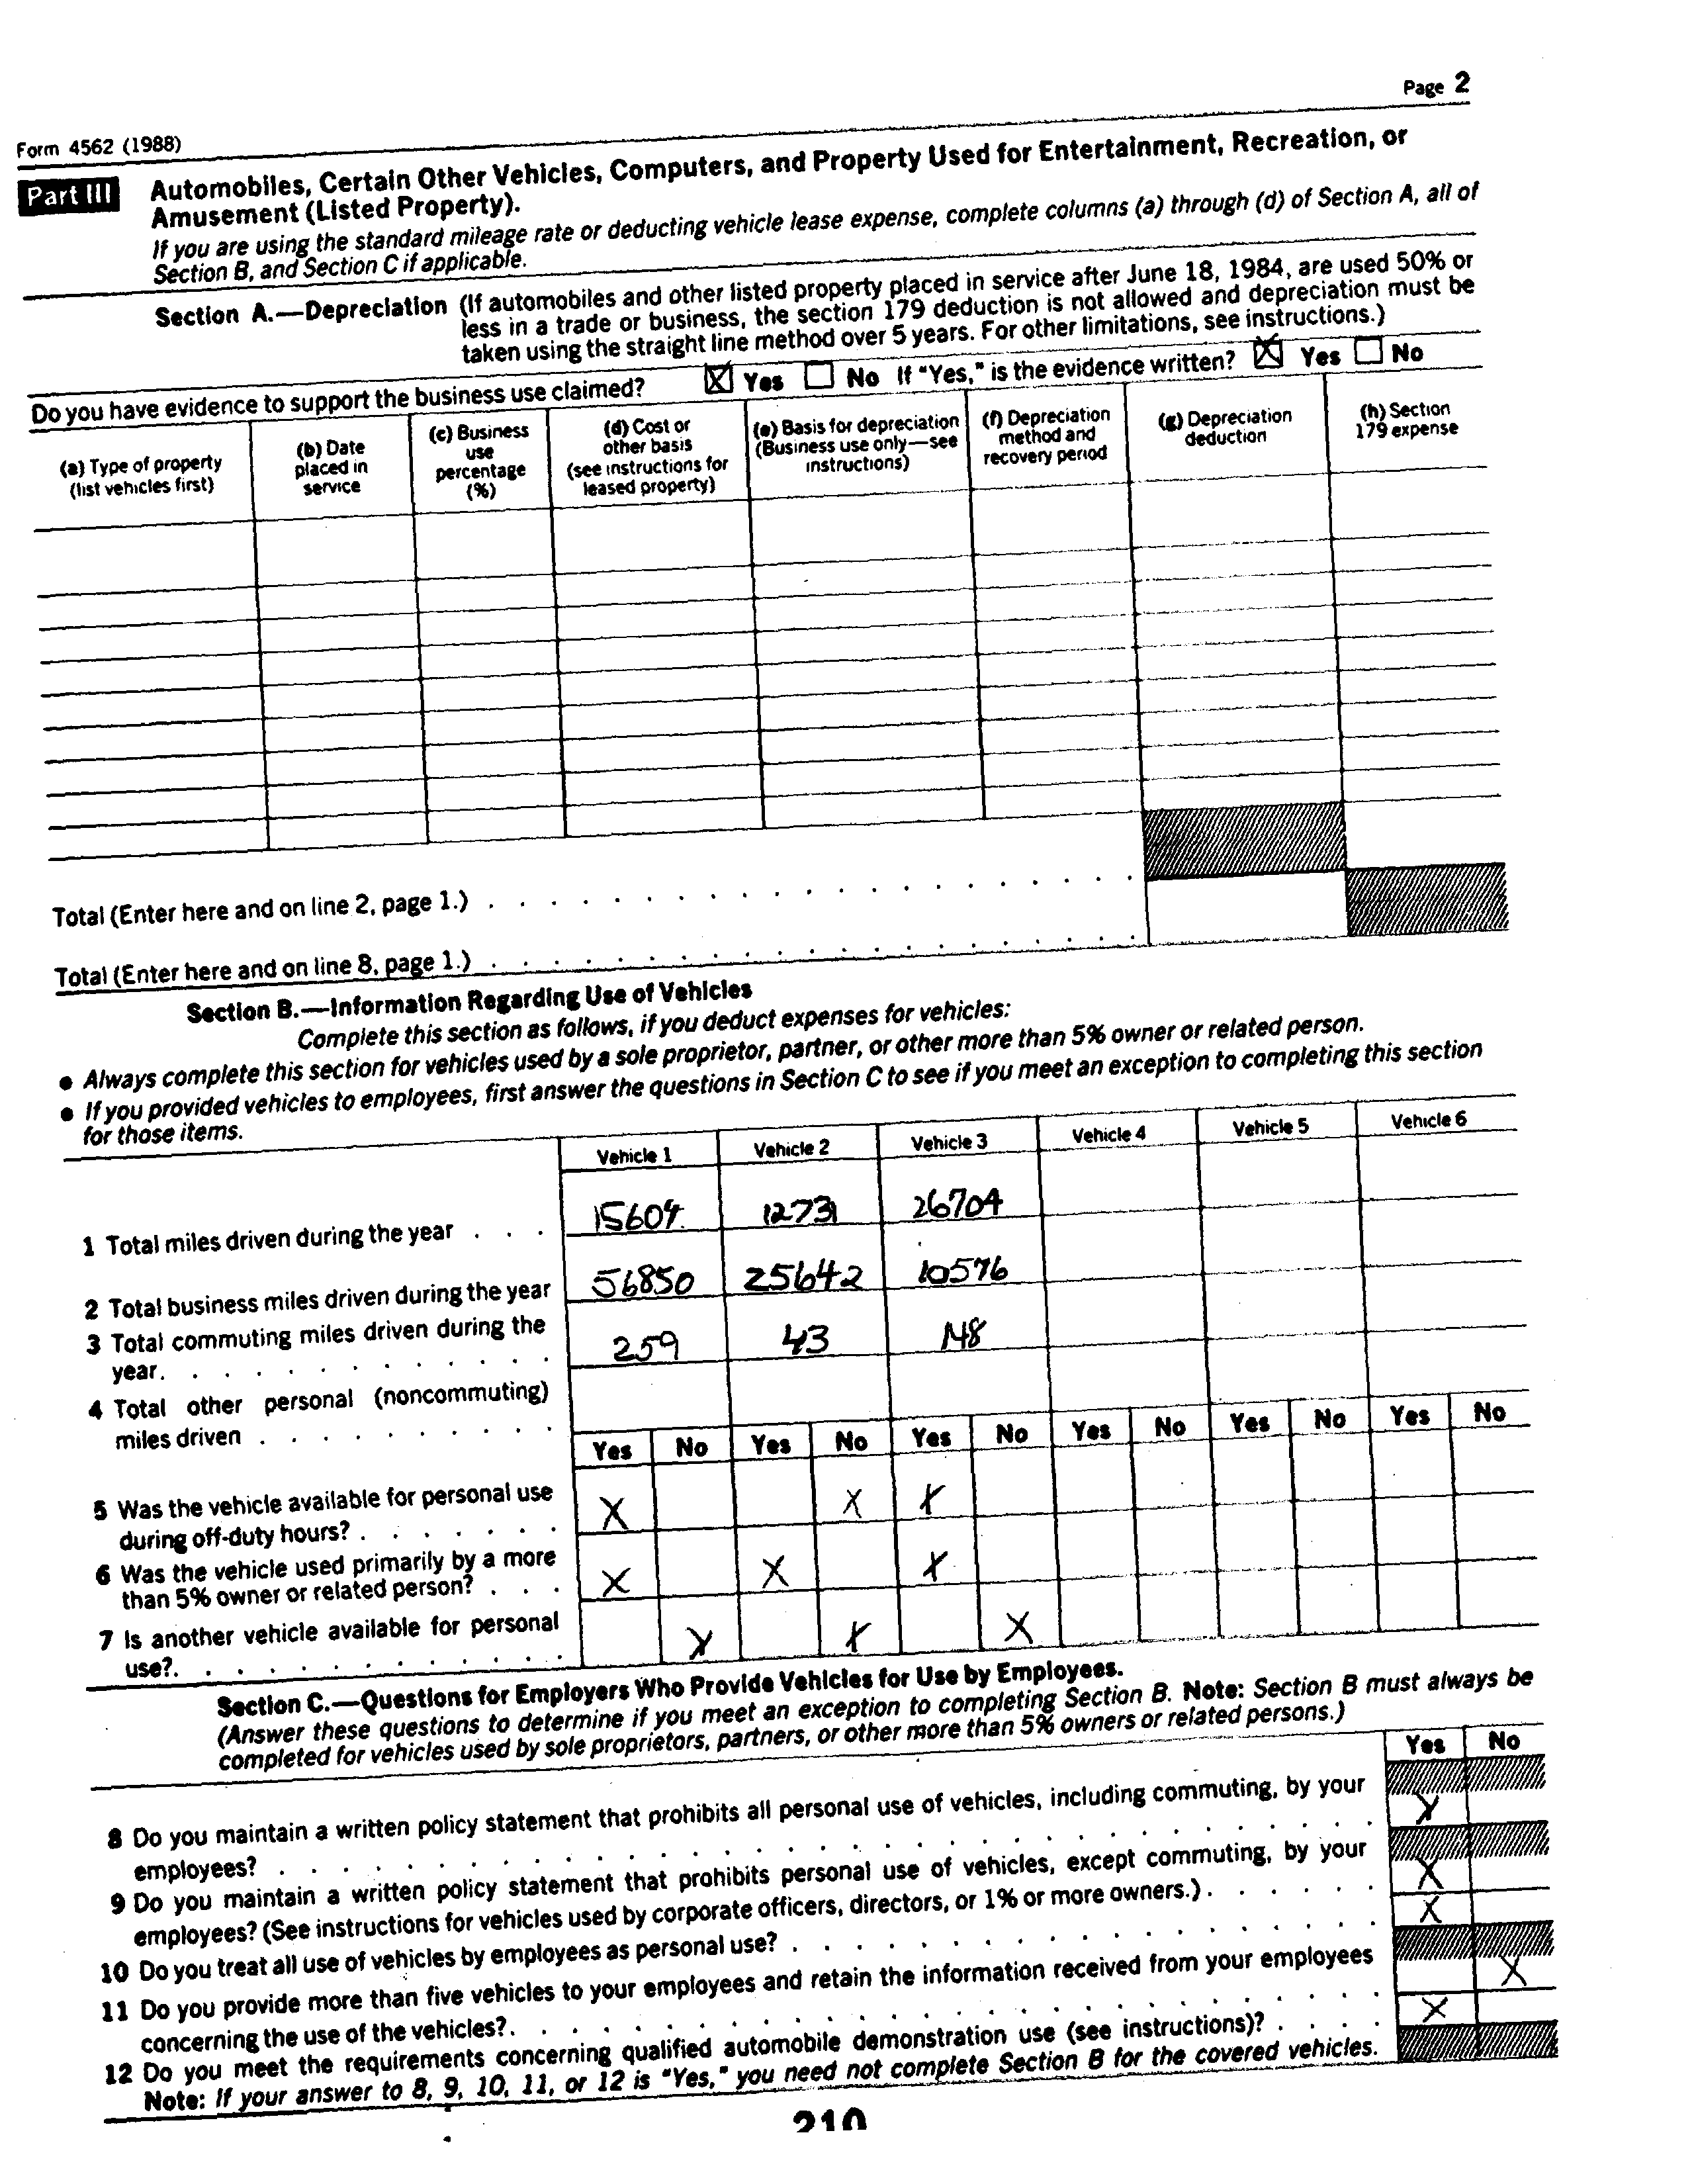 Page 2
Form 4562 (1988)
Part III Automobiles, Certain Other Vehicles, Computers, and Property Used for Entertainment, Recreation, or
Amusement (Listed Property).
If you are using the standard mileage rate or deducting vehicle lease expense, complete columns (a) through (d) of Section A, all of
Section B, and Section C if applicable.
Section A.—Depreciation (If automobiles and other listed property placed in service after June 18, 1984, are used 50% or
less in a trade or business, the section 179 deduction is not allowed and depreciation must be
taken using the straight line method over 5 years. For other limitations, see instructions.)
Do you have evidence to support the business use claimed? X Yes No If "Yes," is the evidence written? X Yes No
(a) Type of property
(list vehicles first)
(b) Date
placed in
service
(c) Business
use
percentage
(%)
(d) Cost or
other basis
(see instructions for
leased property)
(e) Basis for depreciation
(Business use only—see
instructions)
(f) Depreciation
method and
recovery period
(g) Depreciation
deduction
(h) Section
179 expense
Total (Enter here and on line 2, page 1.)
Total (Enter here and on line 8, page 1.)
Section B.—Information Regarding Use of Vehicles
Complete this section as follows, if you deduct expenses for vehicles:
● Always complete this section for vehicles used by a sole proprietor, partner, or other more than 5% owner or related person.
● If you provided vehicles to employees, first answer the questions in Section C to see if you meet an exception to completing this section
for those items.
Vehicle 1 Vehicle 2 Vehicle 3 Vehicle 4 Vehicle 5 Vehicle 6
1 Total miles driven during the year . . . 15604 12731 26704
2 Total business miles driven during the year 56850 25642 10576
3 Total commuting miles driven during the
year. 259 43 148
4 Total other personal (noncommuting)
miles driven
Yes No Yes No Yes No Yes No Yes No Yes No
5 Was the vehicle available for personal use
during off-duty hours? X X X
6 Was the vehicle used primarily by a more
than 5% owner or related person? X X X
7 Is another vehicle available for personal
use?. X X X
Section C.—Questions for Employers Who Provide Vehicles for Use by Employees.
(Answer these questions to determine if you meet an exception to completing Section B. Note: Section B must always be
completed for vehicles used by sole proprietors, partners, or other more than 5% owners or related persons.)
Yes No
8 Do you maintain a written policy statement that prohibits all personal use of vehicles, including commuting, by your
employees? X
9 Do you maintain a written policy statement that prohibits personal use of vehicles, except commuting, by your
employees? (See instructions for vehicles used by corporate officers, directors, or 1% or more owners.) X
10 Do you treat all use of vehicles by employees as personal use? X
11 Do you provide more than five vehicles to your employees and retain the information received from your employees
concerning the use of the vehicles?. X
12 Do you meet the requirements concerning qualified automobile demonstration use (see instructions)? X
Note: If your answer to 8, 9, 10, 11, or 12 is "Yes," you need not complete Section B for the covered vehicles.
210